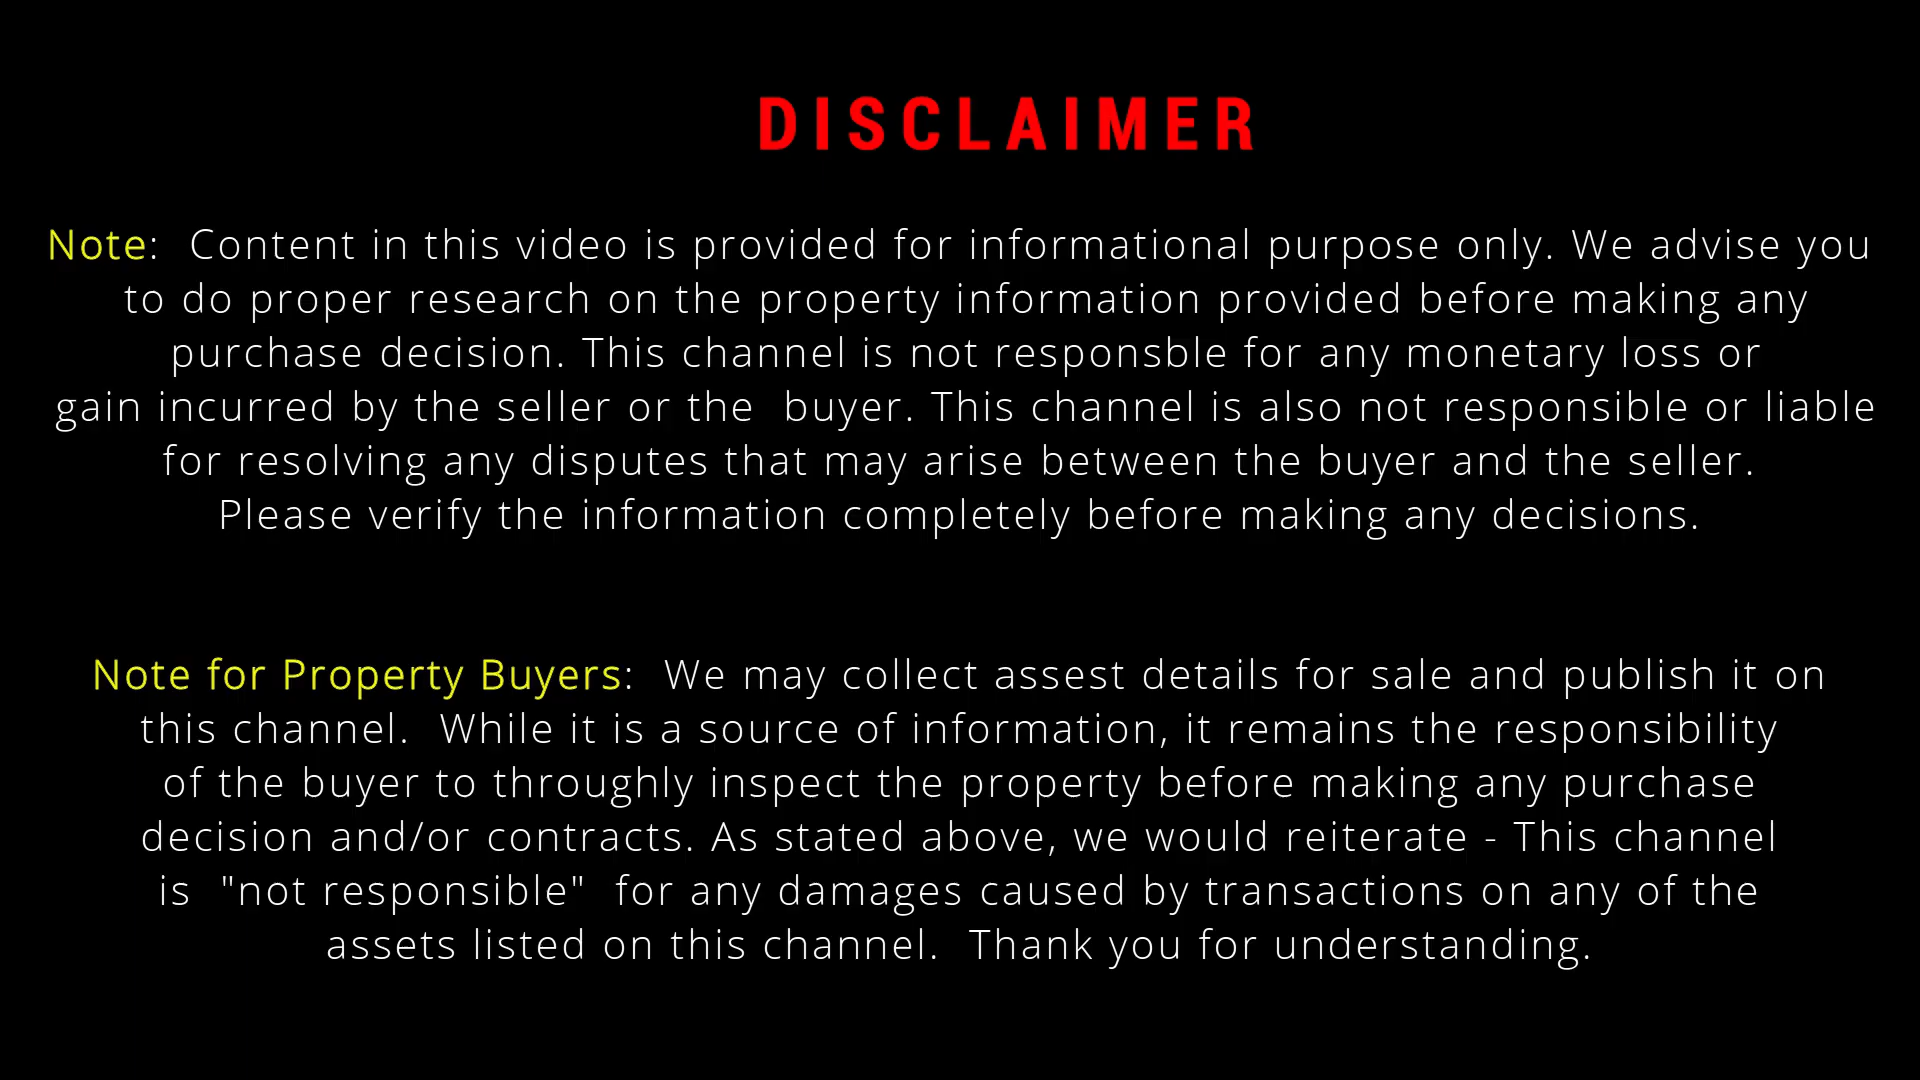 DISCLAIMER
Note:  Content in this video is provided for informational purpose only. We advise you
to do proper research on the property information provided before making any
purchase decision. This channel is not responsble for any monetary loss or
gain incurred by the seller or the  buyer. This channel is also not responsible or liable
for resolving any disputes that may arise between the buyer and the seller.
Please verify the information completely before making any decisions.
Note for Property Buyers:  We may collect assest details for sale and publish it on
this channel.  While it is a source of information, it remains the responsibility
of the buyer to throughly inspect the property before making any purchase
decision and/or contracts. As stated above, we would reiterate - This channel
is  "not responsible"  for any damages caused by transactions on any of the
assets listed on this channel.  Thank you for understanding.